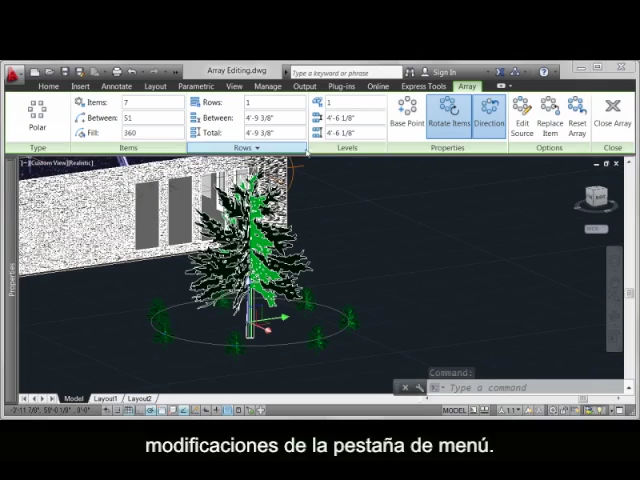 Array Editing.dwg
Type a keyword or phrase
Sign In
Home Insert Annotate Layout Parametric View Manage Output Plug-ins Online Express Tools Array
Polar
Items: 7
Between: 51
Fill: 360
Rows: 1
Between: 4'-9 3/8"
Total: 4'-9 3/8"
1
4'-6 1/8"
4'-6 1/8"
Base Point
Rotate Items
Direction
Edit Source
Replace Item
Reset Array
Close Array
Type Items Rows Levels Properties Options Close
[−][Custom View][Realistic]
Properties
Command:
Type a command
Model Layout1 Layout2
MODEL
1:1
modificaciones de la pestaña de menú.